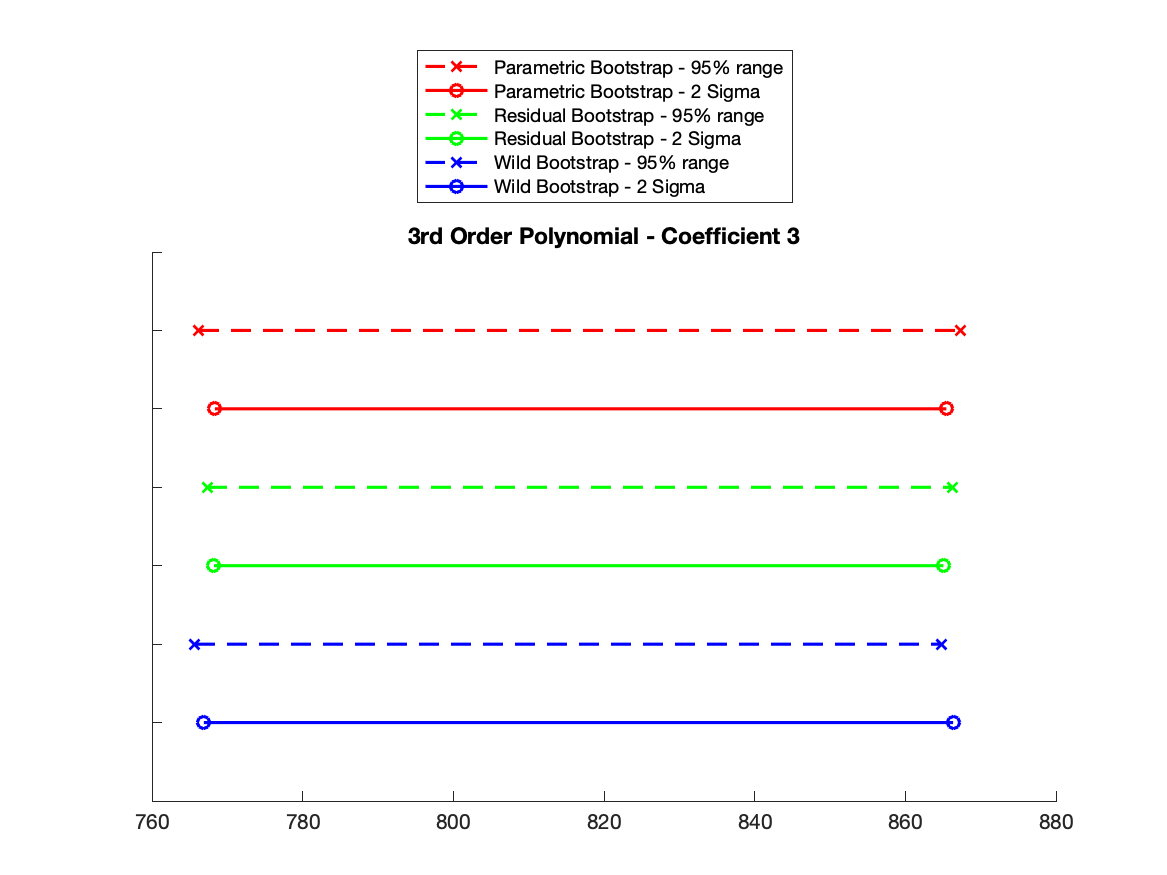 Parametric Bootstrap - 95% range
Parametric Bootstrap - 2 Sigma
Residual Bootstrap - 95% range
Residual Bootstrap - 2 Sigma
Wild Bootstrap - 95% range
Wild Bootstrap - 2 Sigma
3rd Order Polynomial - Coefficient 3
760 780 800 820 840 860 880